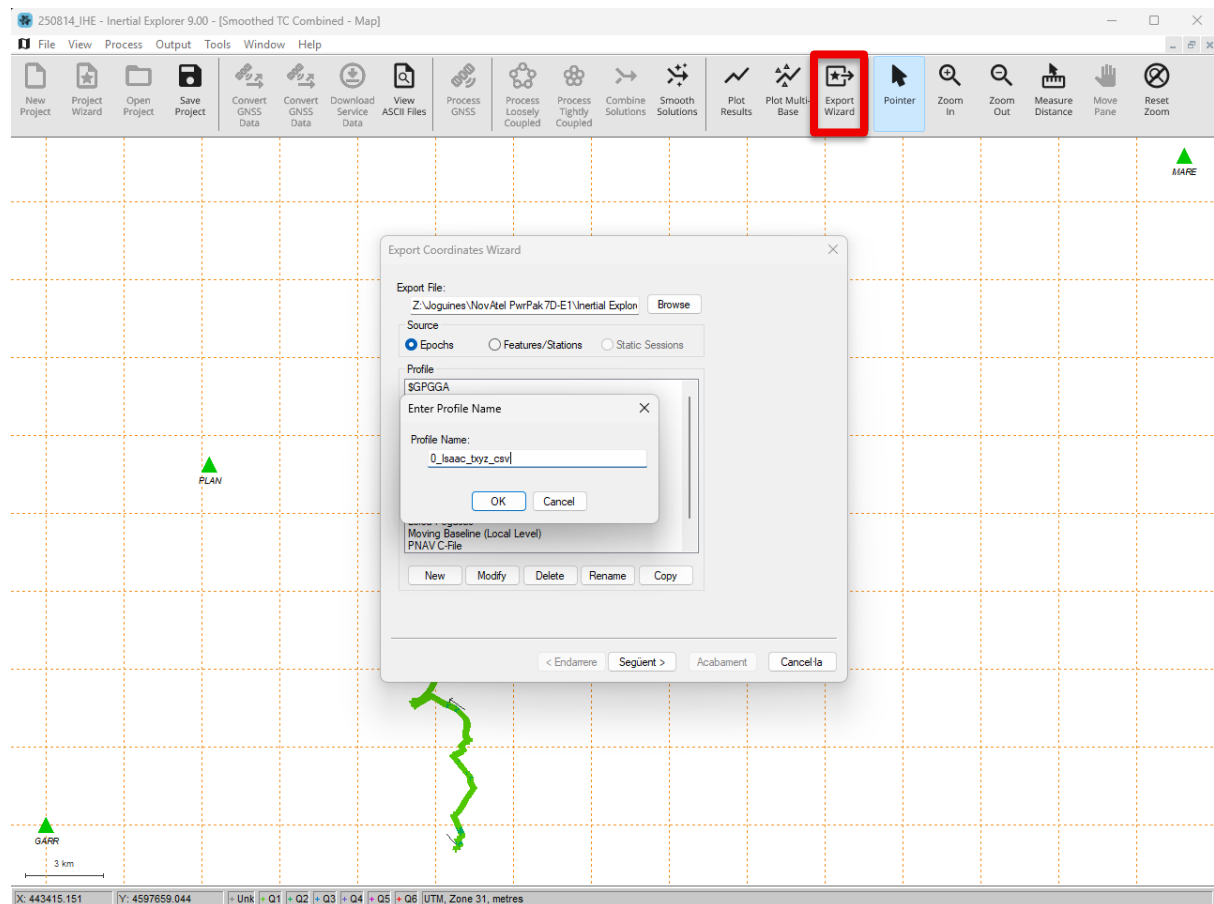 250814_IHE - Inertial Explorer 9.00 - [Smoothed TC Combined - Map]
File View Process Output Tools Window Help
New Project
Project Wizard
Open Project
Save Project
Convert GNSS Data
Convert GNSS Data
Download Service Data
View ASCII Files
Process GNSS
Process Loosely Coupled
Process Tightly Coupled
Combine Solutions
Smooth Solutions
Plot Results
Plot Multi-Base
Export Wizard
Pointer
Zoom In
Zoom Out
Measure Distance
Move Pane
Reset Zoom
MARE
Export Coordinates Wizard
Export File:
Z:\Joguines\NovAtel PwrPak7D-E1\Inertial Explor Browse
Source
Epochs Features/Stations Static Sessions
Profile
$GPGGA
Enter Profile Name
Profile Name:
0_Isaac_txyz_csv
OK Cancel
PLAN
Moving Baseline (Local Level)
PNAV C-File
New Modify Delete Rename Copy
< Endarrere Següent > Acabament Cancel·la
GARR
3 km
X: 443415.151 Y: 4597659.044 + Unk + Q1 + Q2 + Q3 + Q4 + Q5 + Q6 UTM, Zone 31, metres